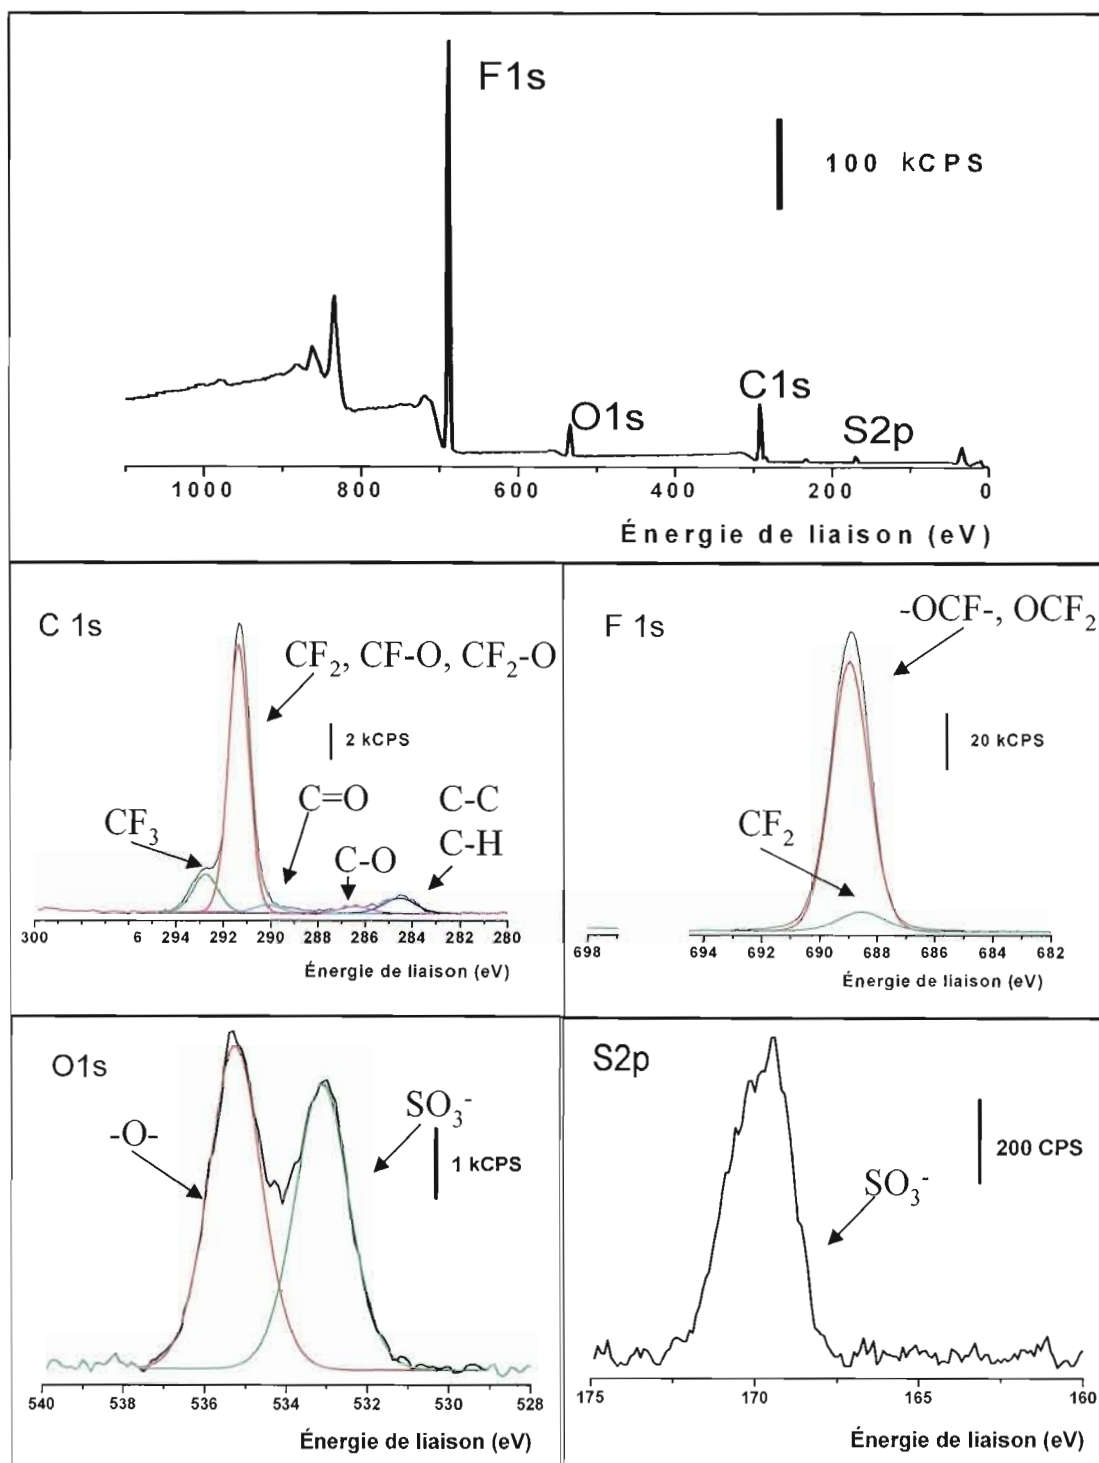 F1s
100 kCPS
O1s
C1s
S2p
1000 800 600 400 200 0
Énergie de liaison (eV)
C 1s
CF2, CF-O, CF2-O
2 kCPS
C=O
C-C
CF3
C-O
C-H
300 6 294 292 290 288 286 284 282 280
Énergie de liaison (eV)
F 1s
-OCF-, OCF2
20 kCPS
CF2
698 694 692 690 688 686 684 682
Énergie de liaison (eV)
O1s
SO3-
-O-
1 kCPS
540 538 536 534 532 530 528
Énergie de liaison (eV)
S2p
200 CPS
SO3-
175 170 165 160
Énergie de liaison (eV)